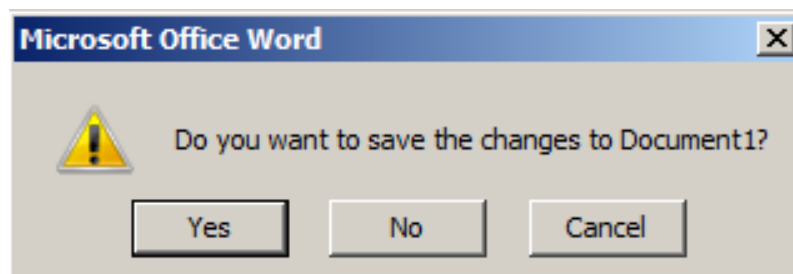 Microsoft Office Word
Do you want to save the changes to Document1?
Yes No Cancel